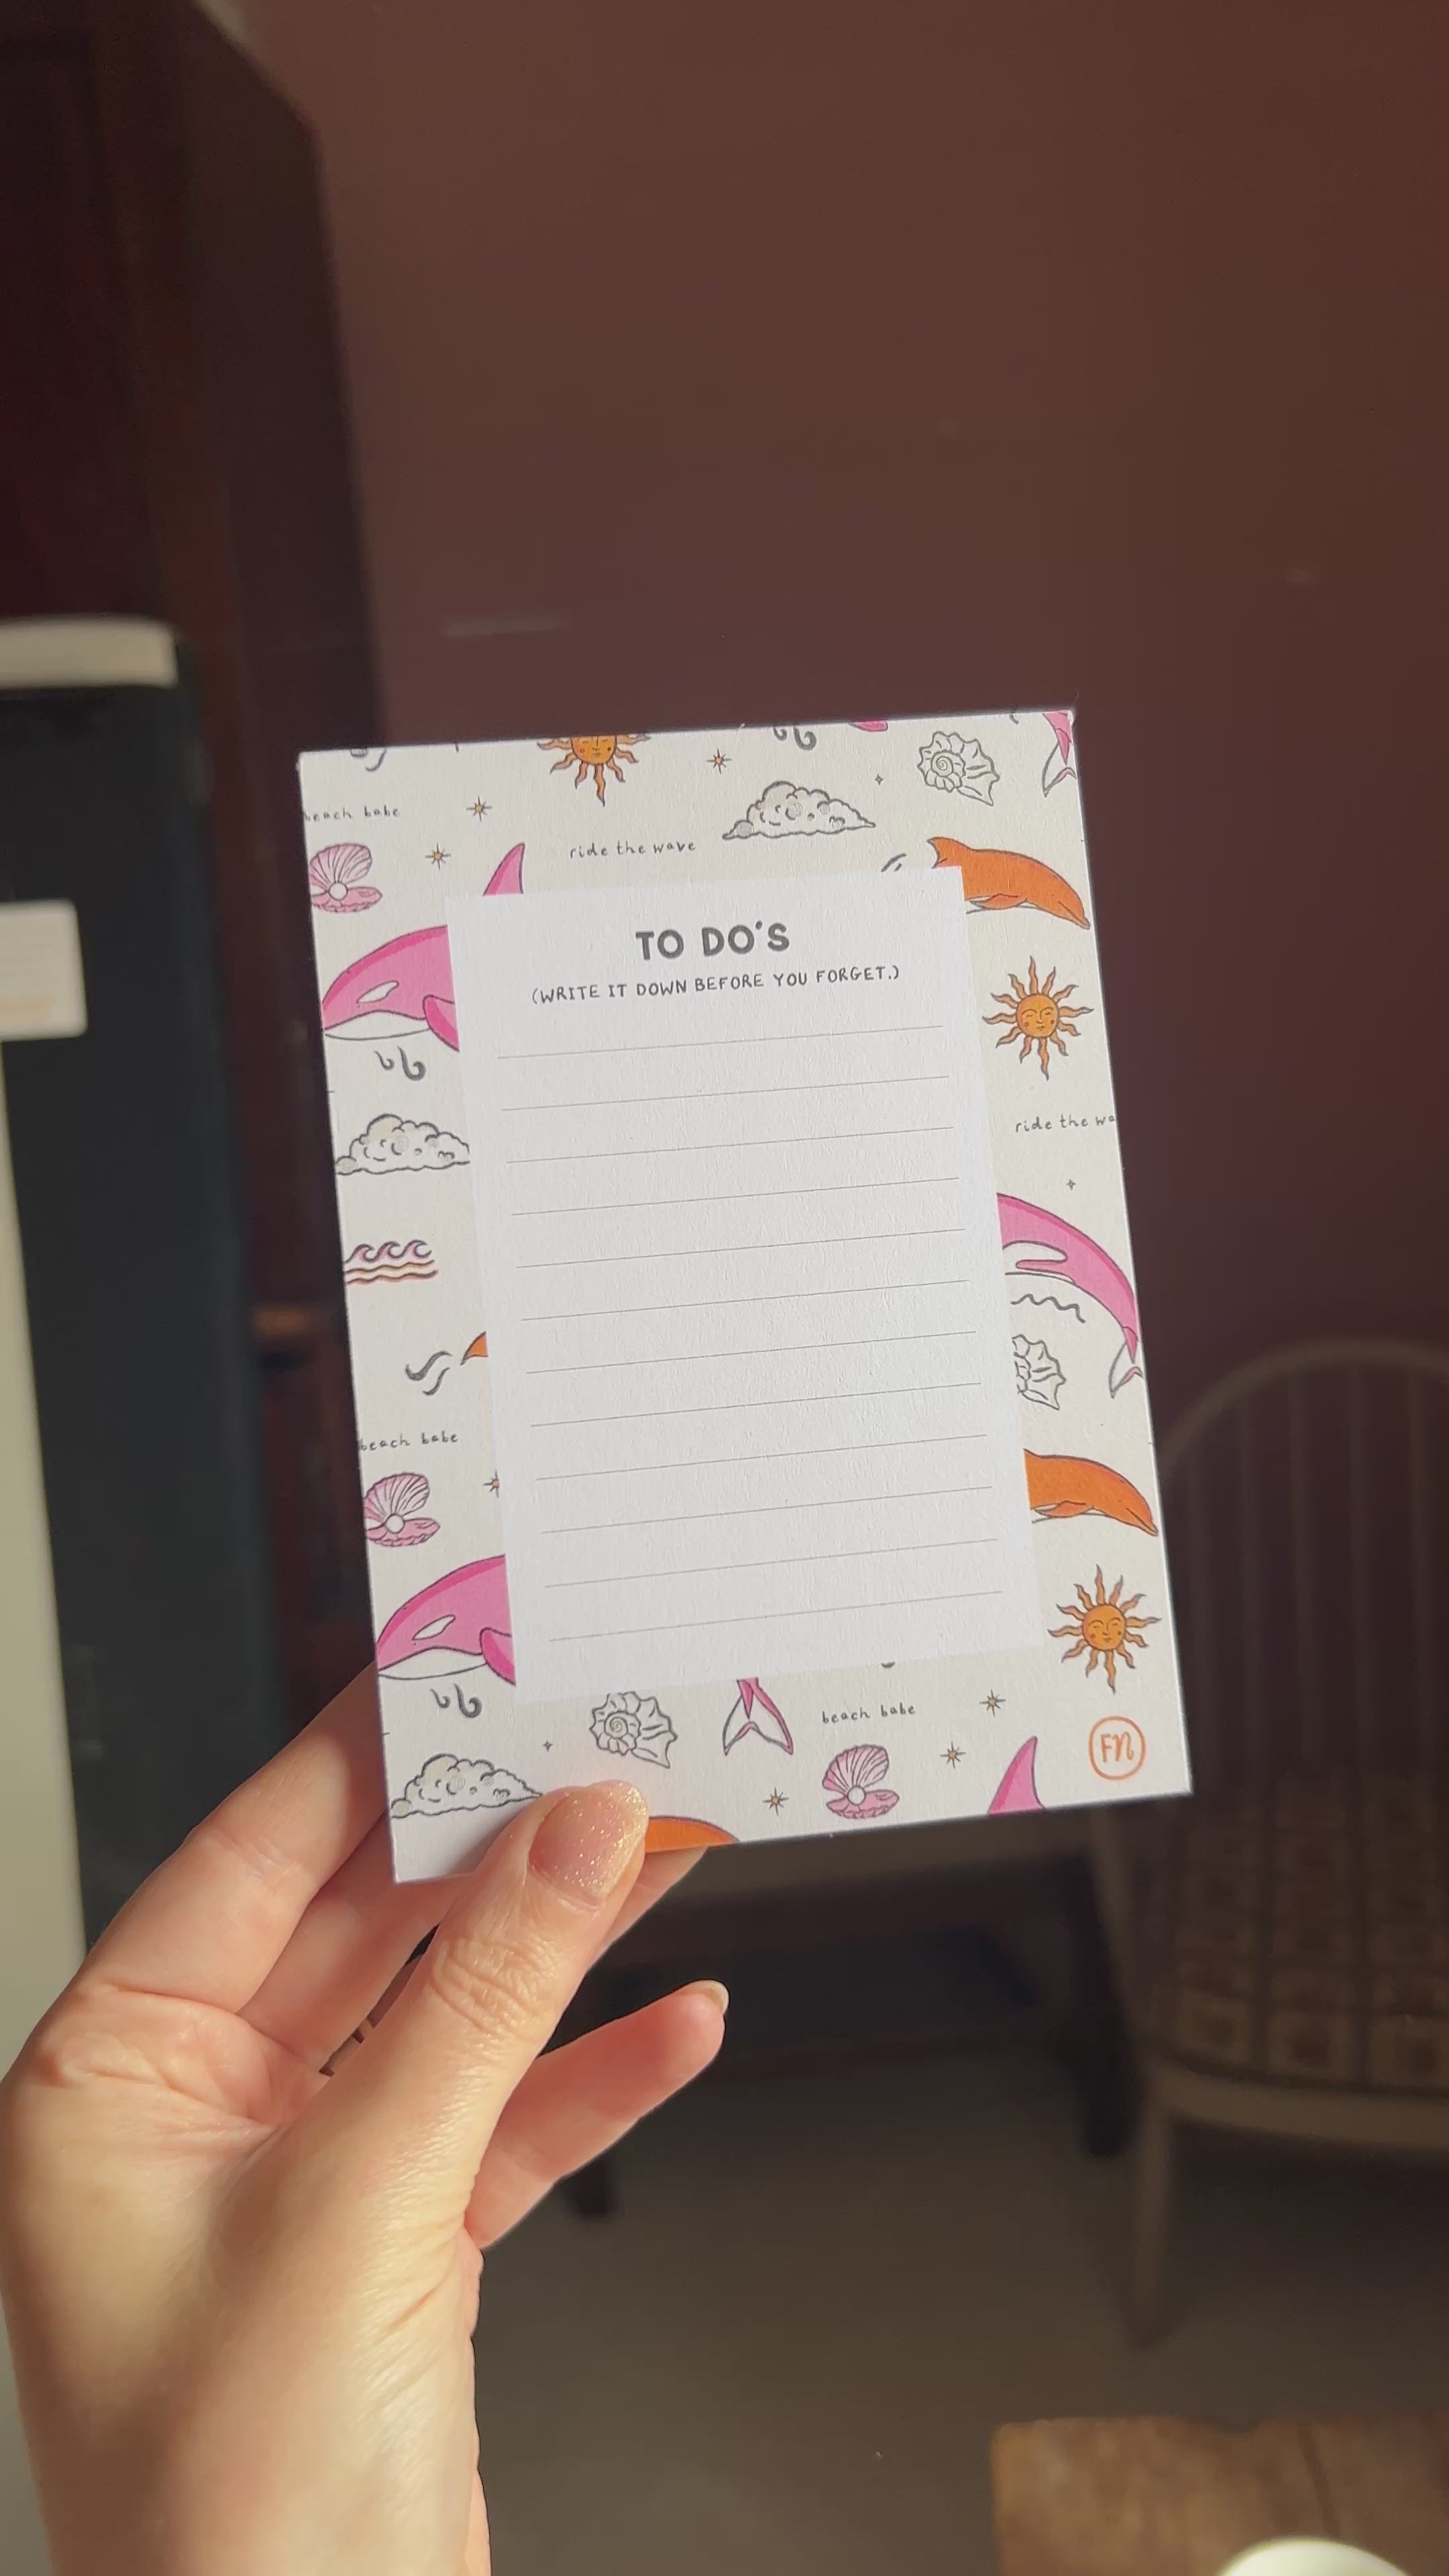 beach babe
ride the wave
TO DO'S
(WRITE IT DOWN BEFORE YOU FORGET.)
ride the wa
beach babe
beach babe
FN